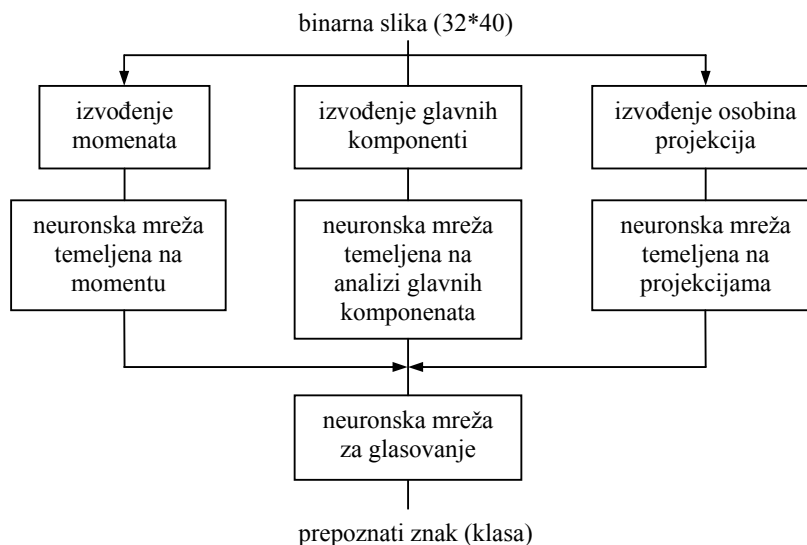 binarna slika (32*40)
izvođenje
momenata
izvođenje glavnih
komponenti
izvođenje osobina
projekcija
neuronska mreža
temeljena na
momentu
neuronska mreža
temeljena na
analizi glavnih
komponenata
neuronska mreža
temeljena na
projekcijama
neuronska mreža
za glasovanje
prepoznati znak (klasa)